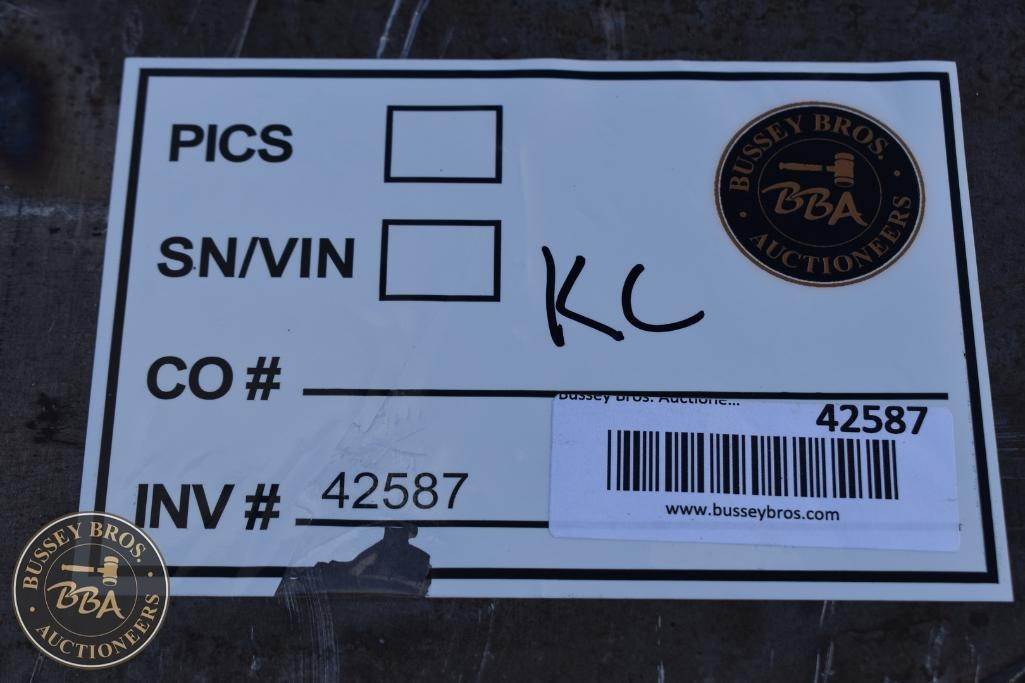 PICS
BUSSEY BROS.
BBA
AUCTIONEERS
SN/VIN
KC
CO #
Bussey Bros. Auctione...
42587
INV # 42587
www.busseybros.com
BUSSEY BROS.
BBA
AUCTIONEERS